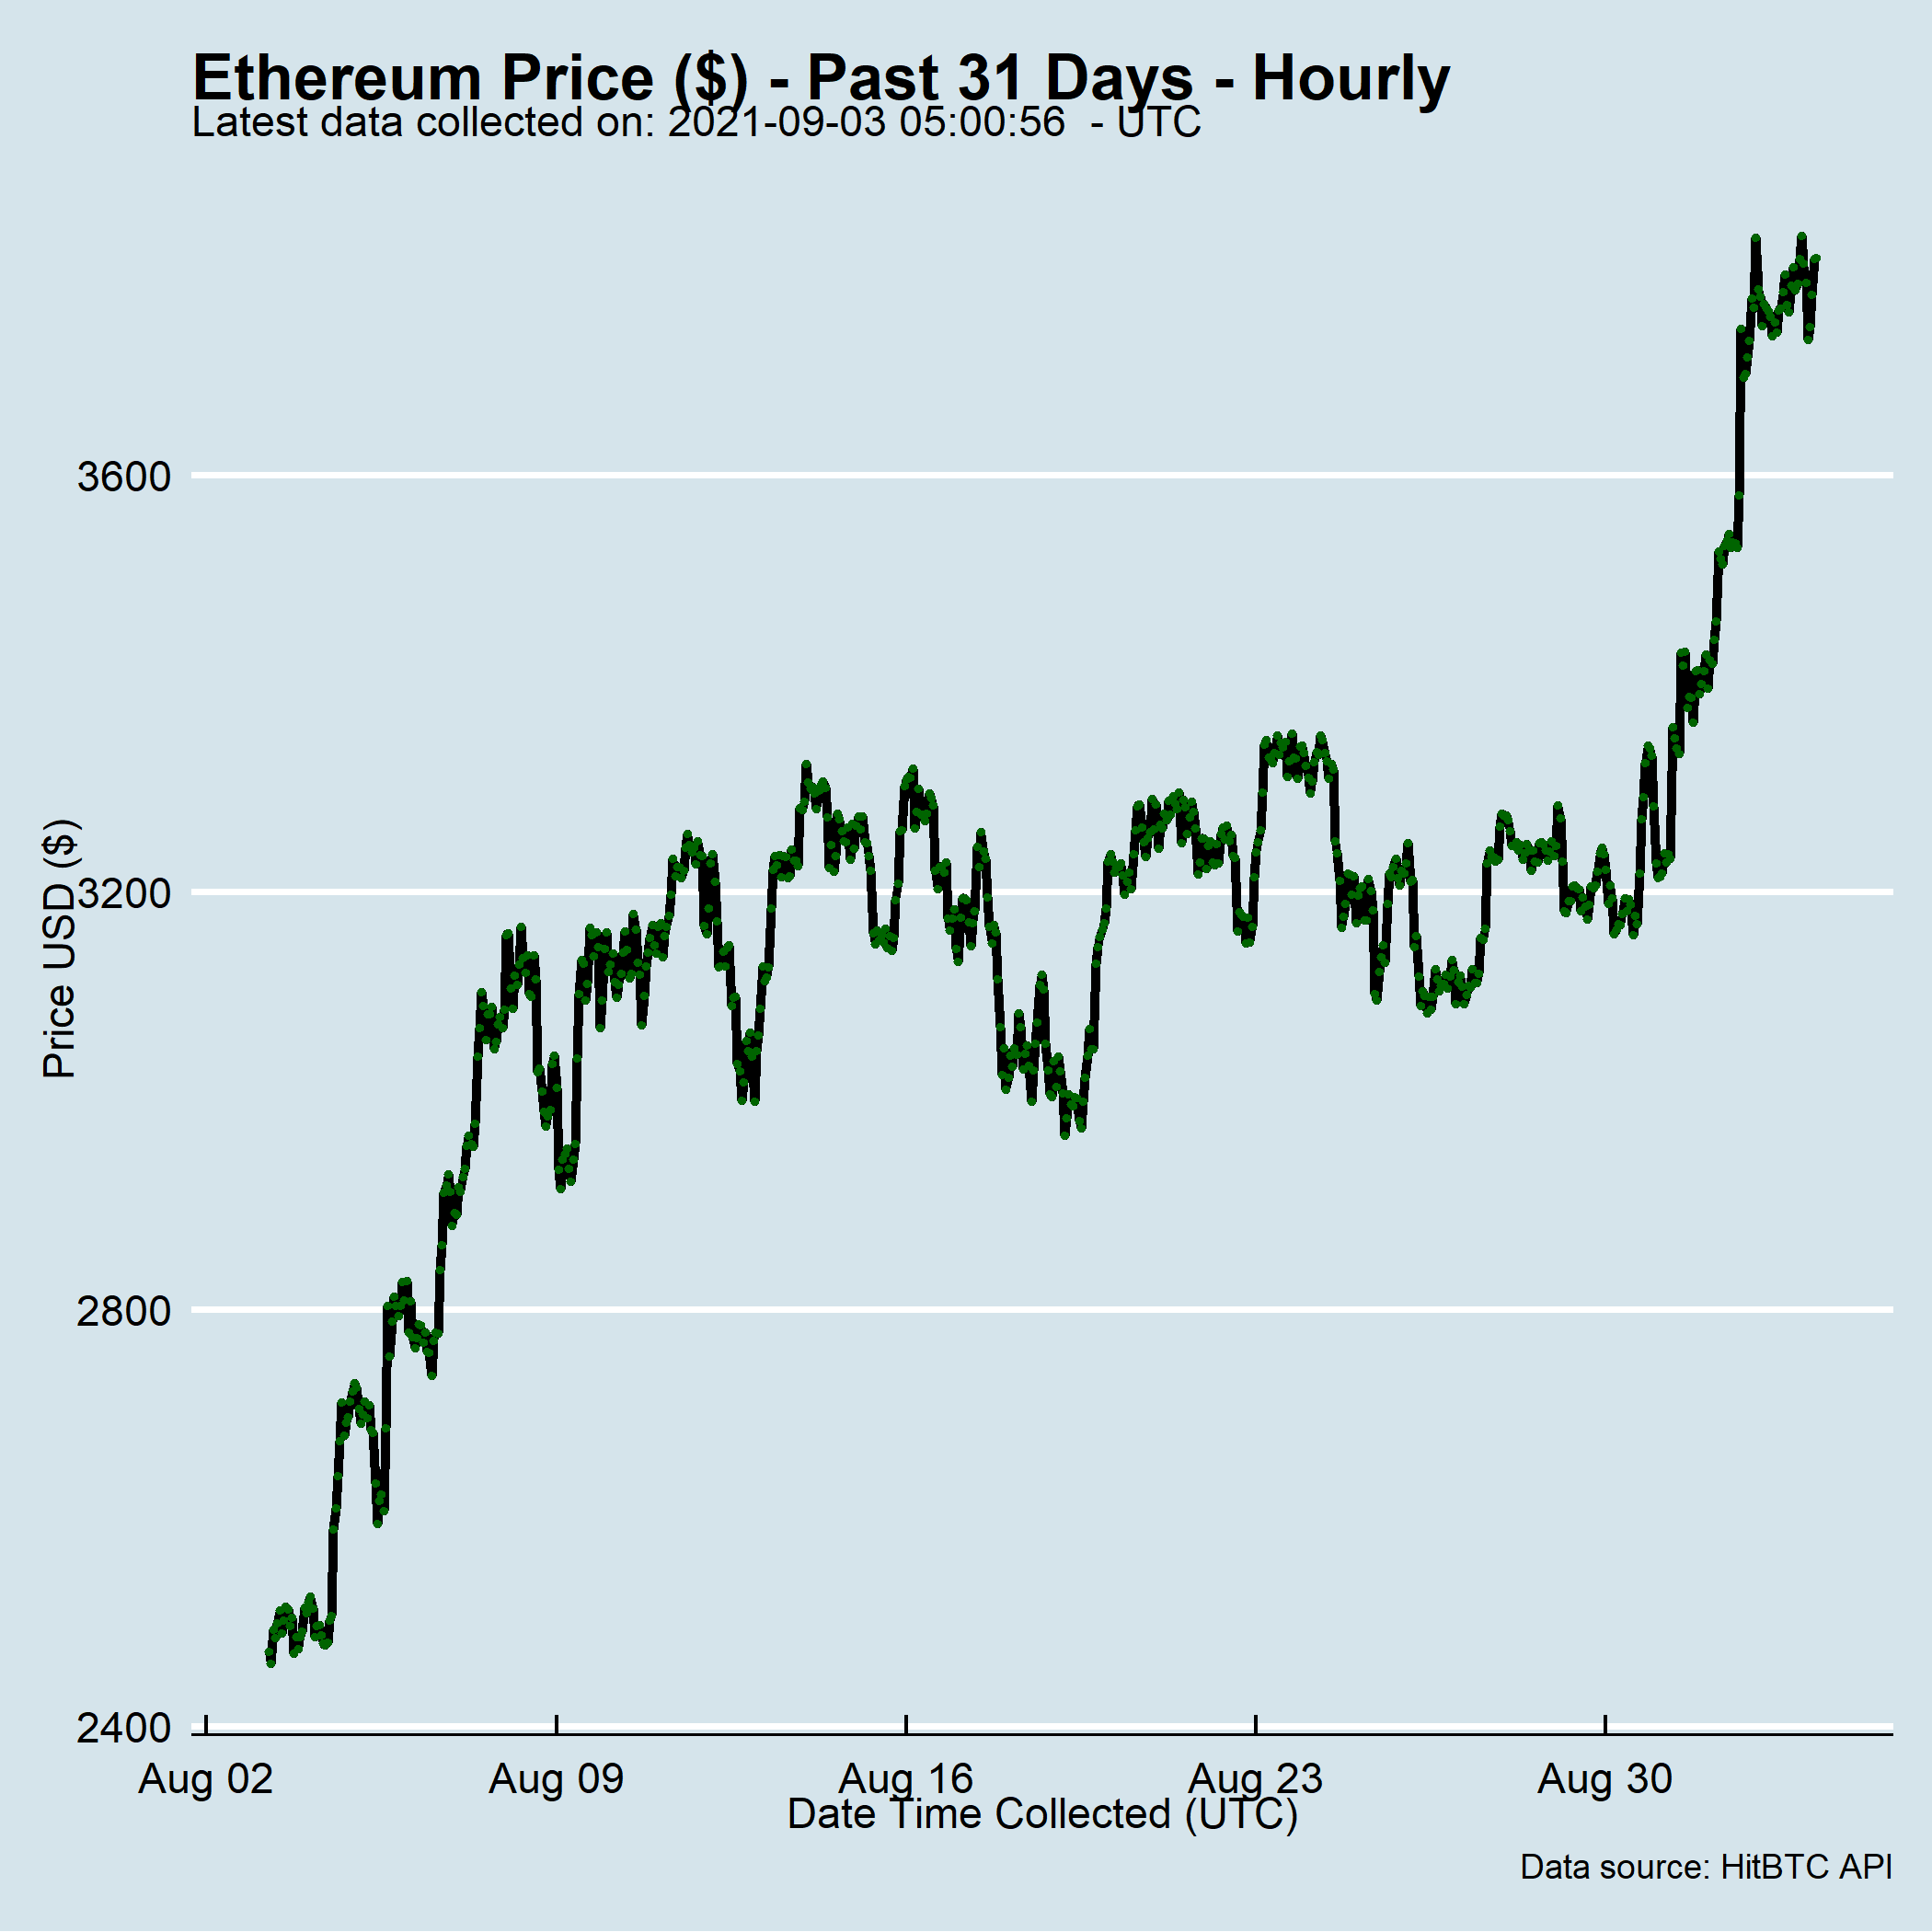 Ethereum Price ($) - Past 31 Days - Hourly
Latest data collected on: 2021-09-03 05:00:56  - UTC
Price USD ($)
3600
3200
2800
2400
Aug 02
Aug 09
Aug 16
Aug 23
Aug 30
Date Time Collected (UTC)
Data source: HitBTC API